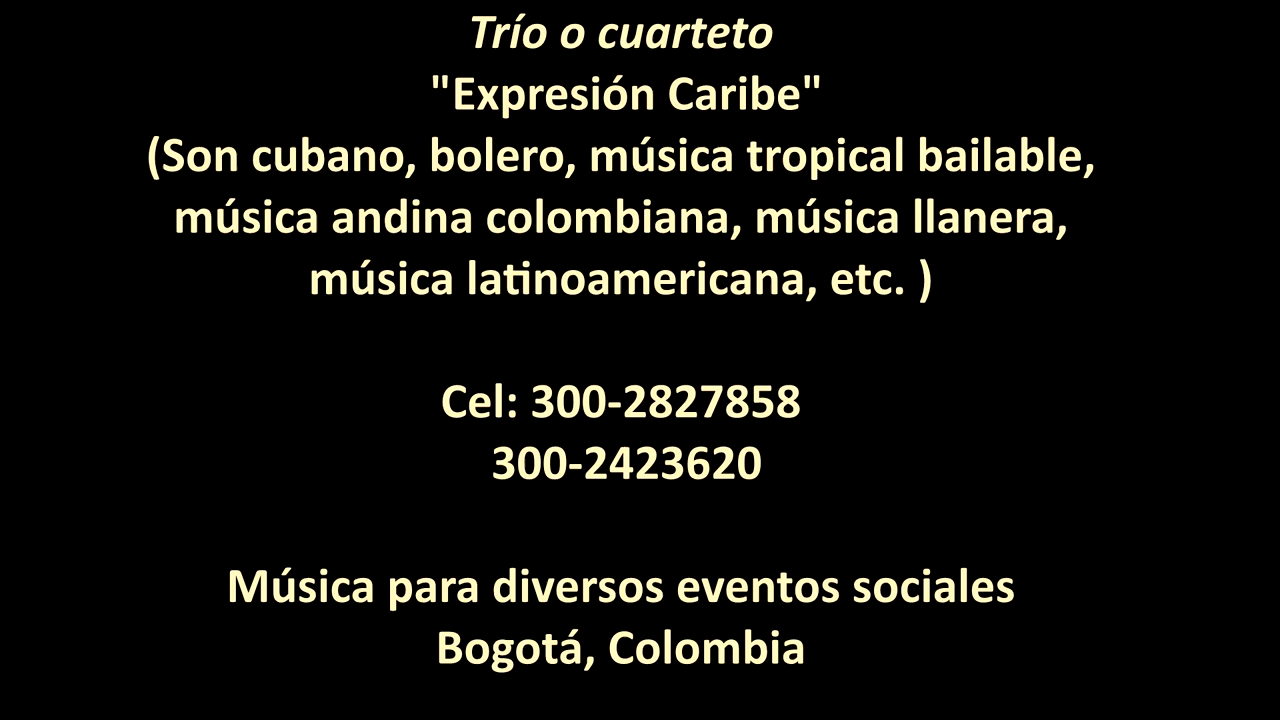 Trío o cuarteto
"Expresión Caribe"
(Son cubano, bolero, música tropical bailable,
música andina colombiana, música llanera,
música latinoamericana, etc. )
Cel: 300-2827858
300-2423620
Música para diversos eventos sociales
Bogotá, Colombia